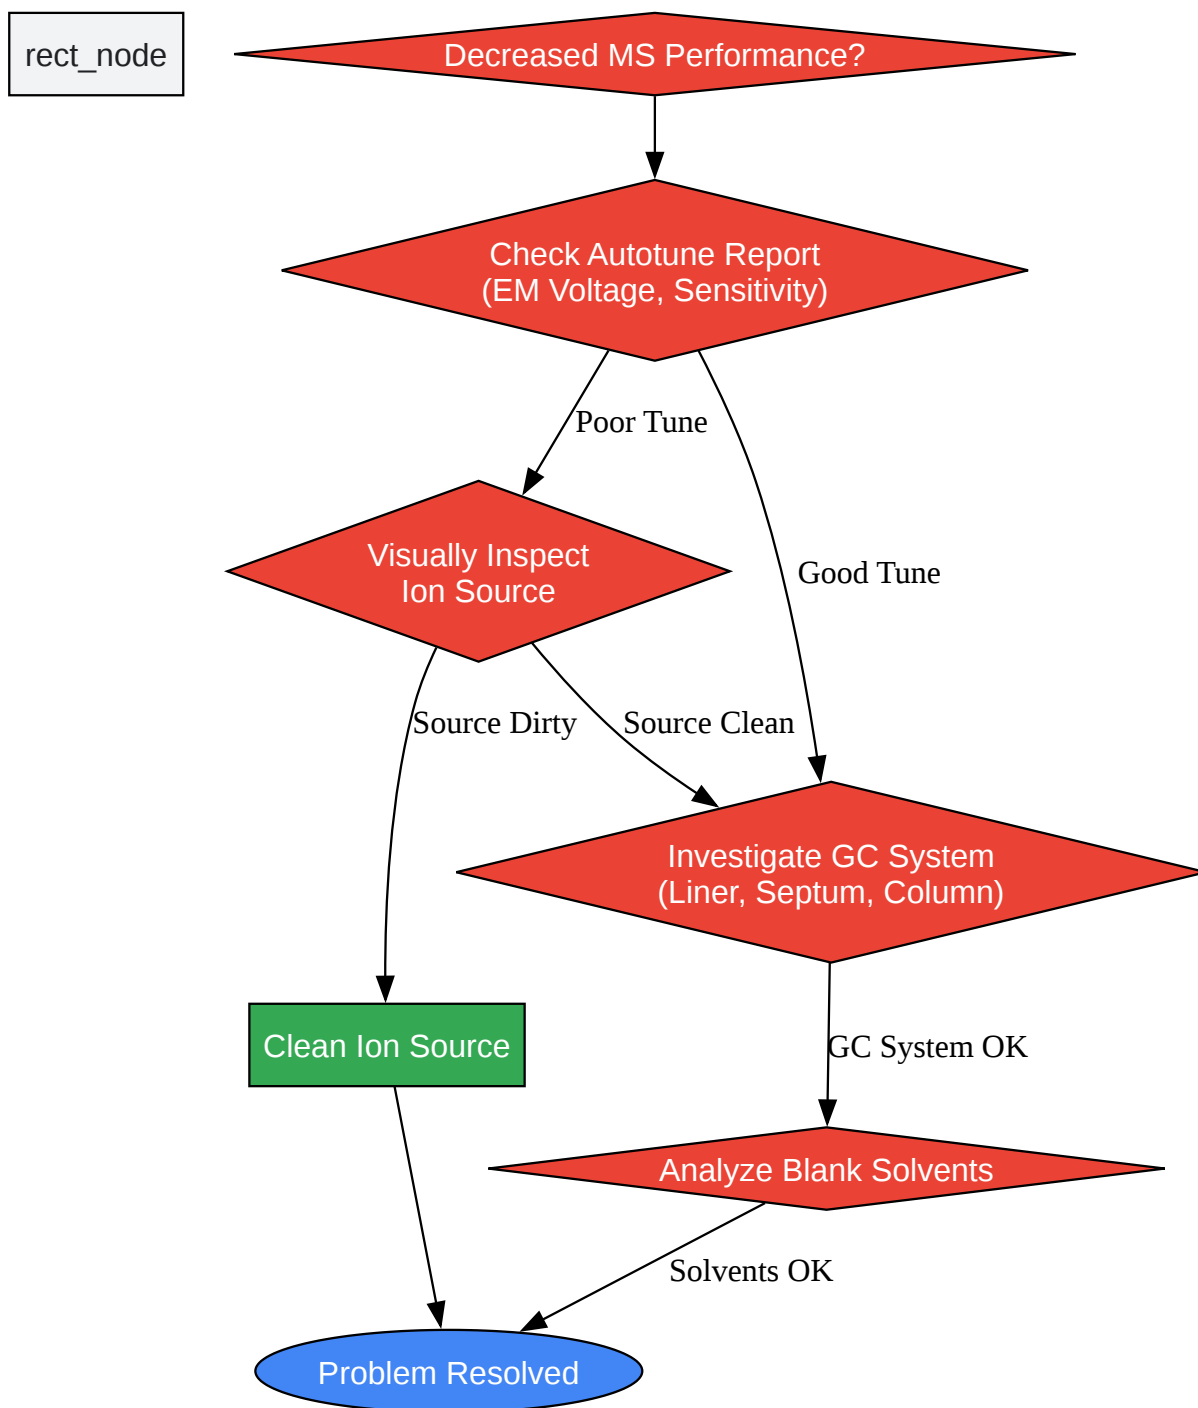 rect_node
Decreased MS Performance?
Check Autotune Report
(EM Voltage, Sensitivity)
Poor Tune
Visually Inspect
Ion Source
Good Tune
Source Dirty
Source Clean
Investigate GC System
(Liner, Septum, Column)
Clean Ion Source
GC System OK
Analyze Blank Solvents
Solvents OK
Problem Resolved